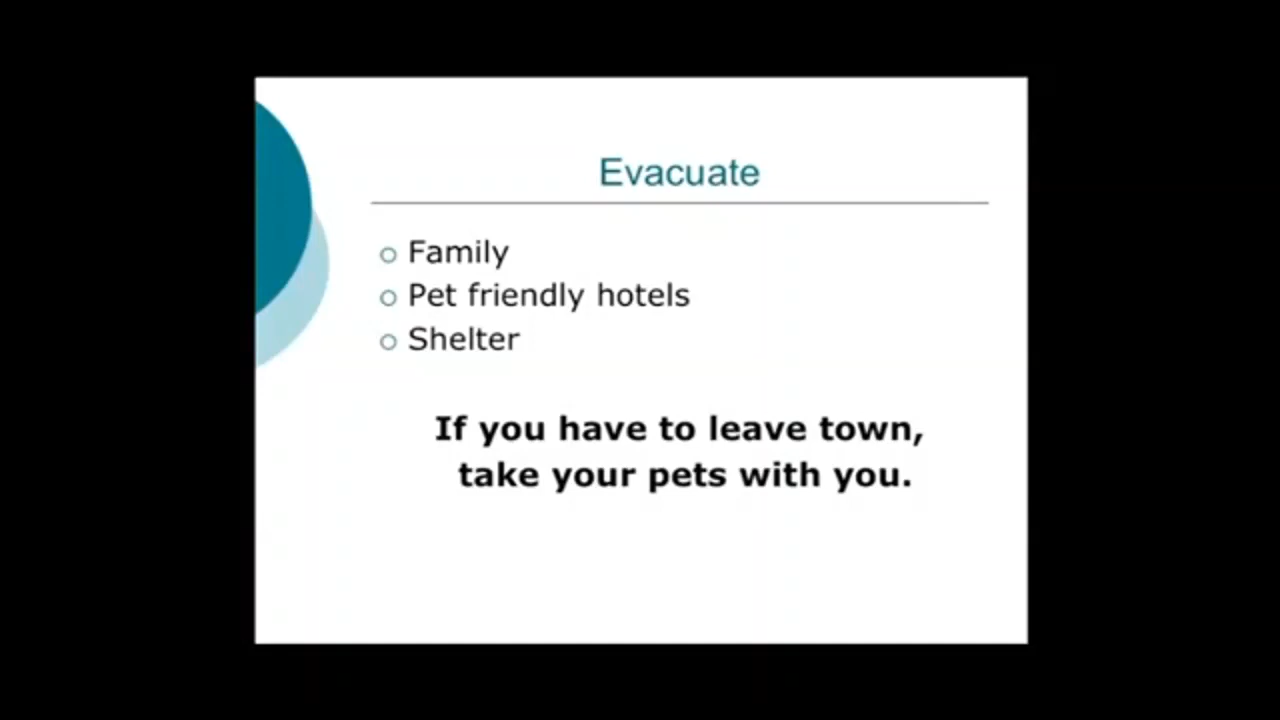 Evacuate
Family
Pet friendly hotels
Shelter
If you have to leave town,
take your pets with you.